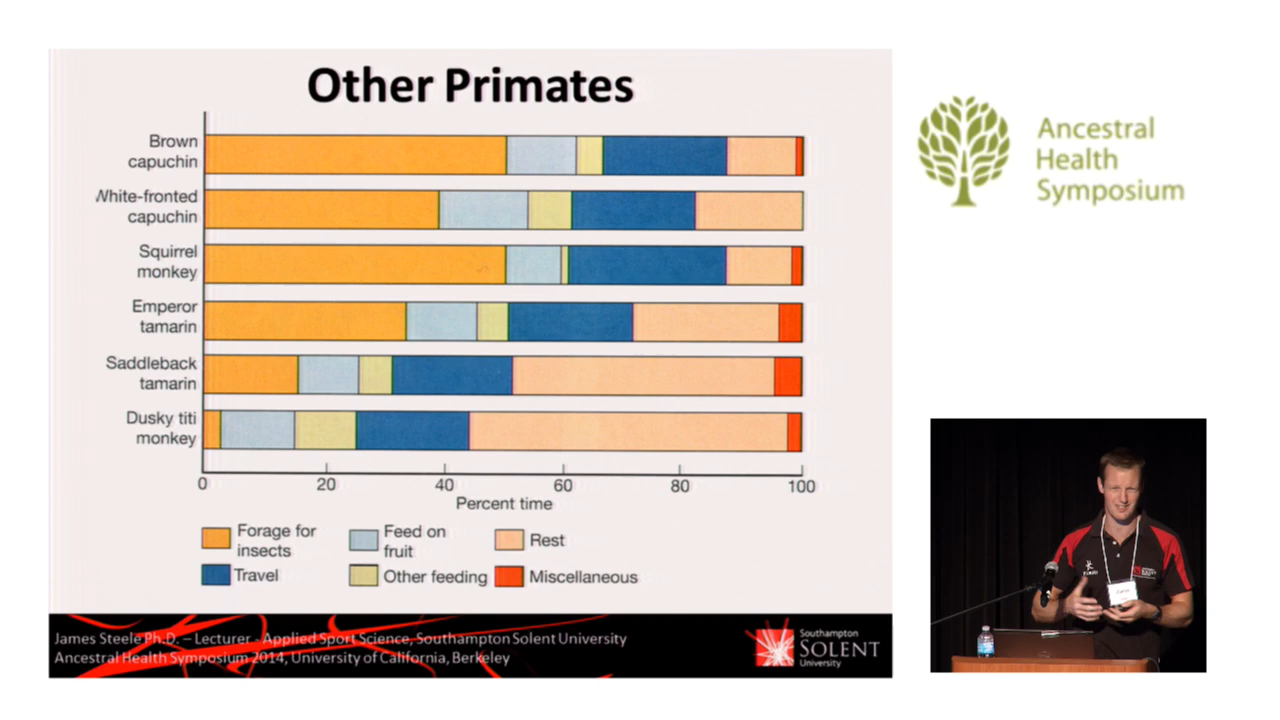 Other Primates
Brown
capuchin
White-fronted
capuchin
Squirrel
monkey
Emperor
tamarin
Saddleback
tamarin
Dusky titi
monkey
0 20 40 60 80 100
Percent time
Forage for
insects
Feed on
fruit
Rest
Travel
Other feeding
Miscellaneous
James Steele Ph.D. – Lecturer - Applied Sport Science, Southampton Solent University
Ancestral Health Symposium 2014, University of California, Berkeley
Southampton
SOLENT
University
Ancestral
Health
Symposium